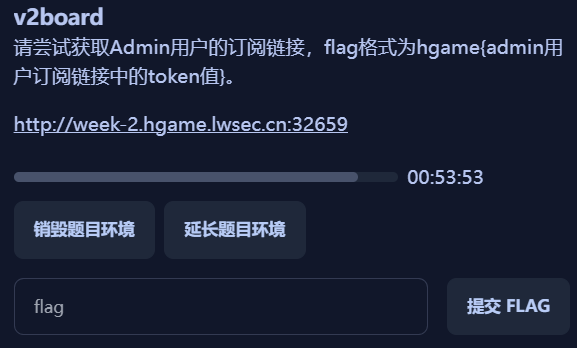 v2board
请尝试获取Admin用户的订阅链接，flag格式为hgame{admin用
户订阅链接中的token值}。
http://week-2.hgame.lwsec.cn:32659
00:53:53
销毁题目环境 延长题目环境
flag 提交 FLAG